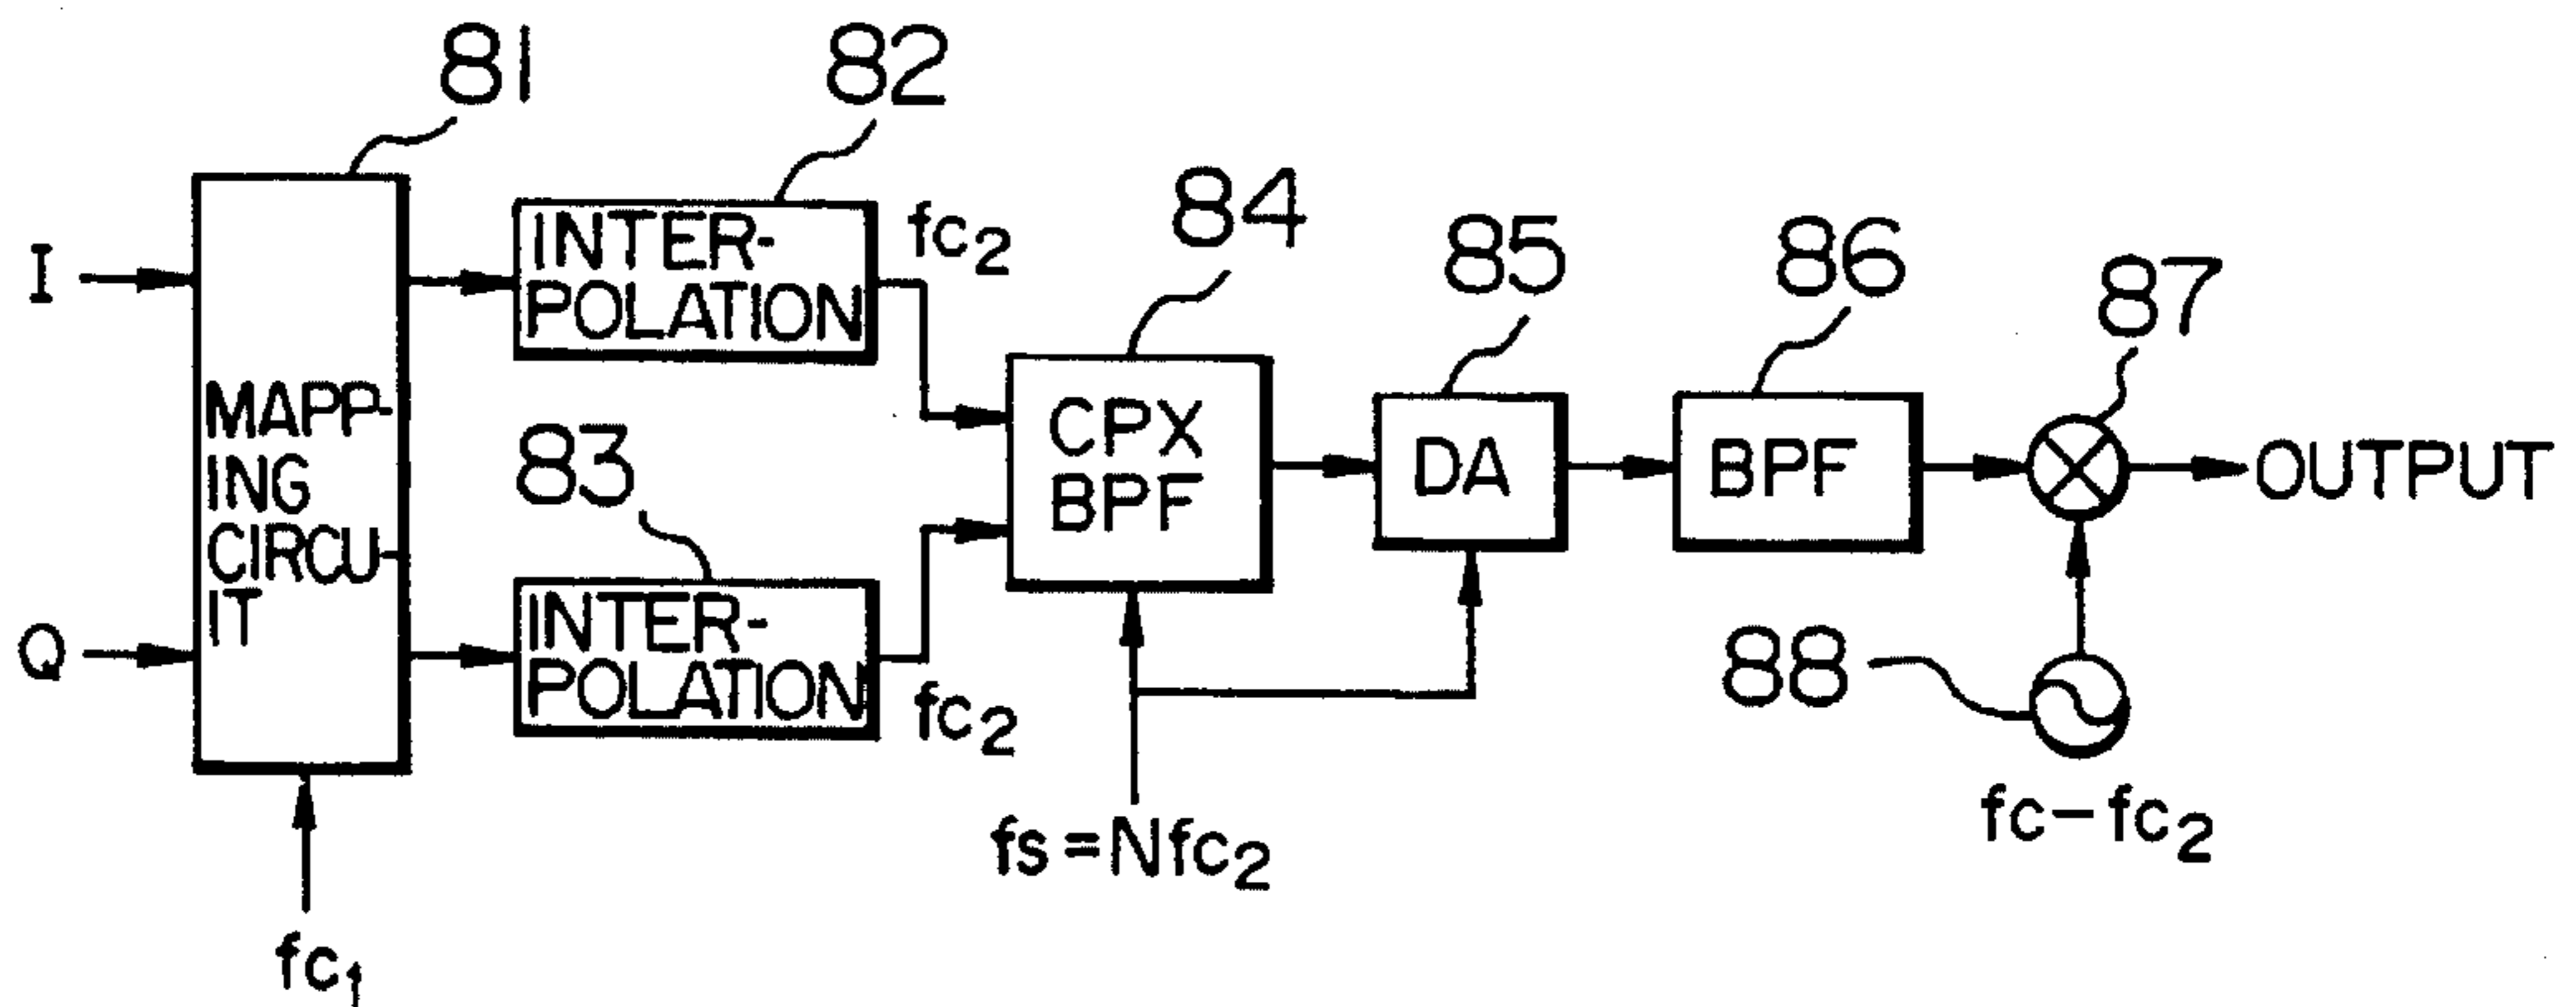 81
82
84
85
86
87
I
INTER-
POLATION
fc2
MAPP-
ING
CIRCU-
IT
83
CPX
BPF
DA
BPF
OUTPUT
Q
INTER-
POLATION
fc2
88
fs=Nfc2
fc-fc2
fc1